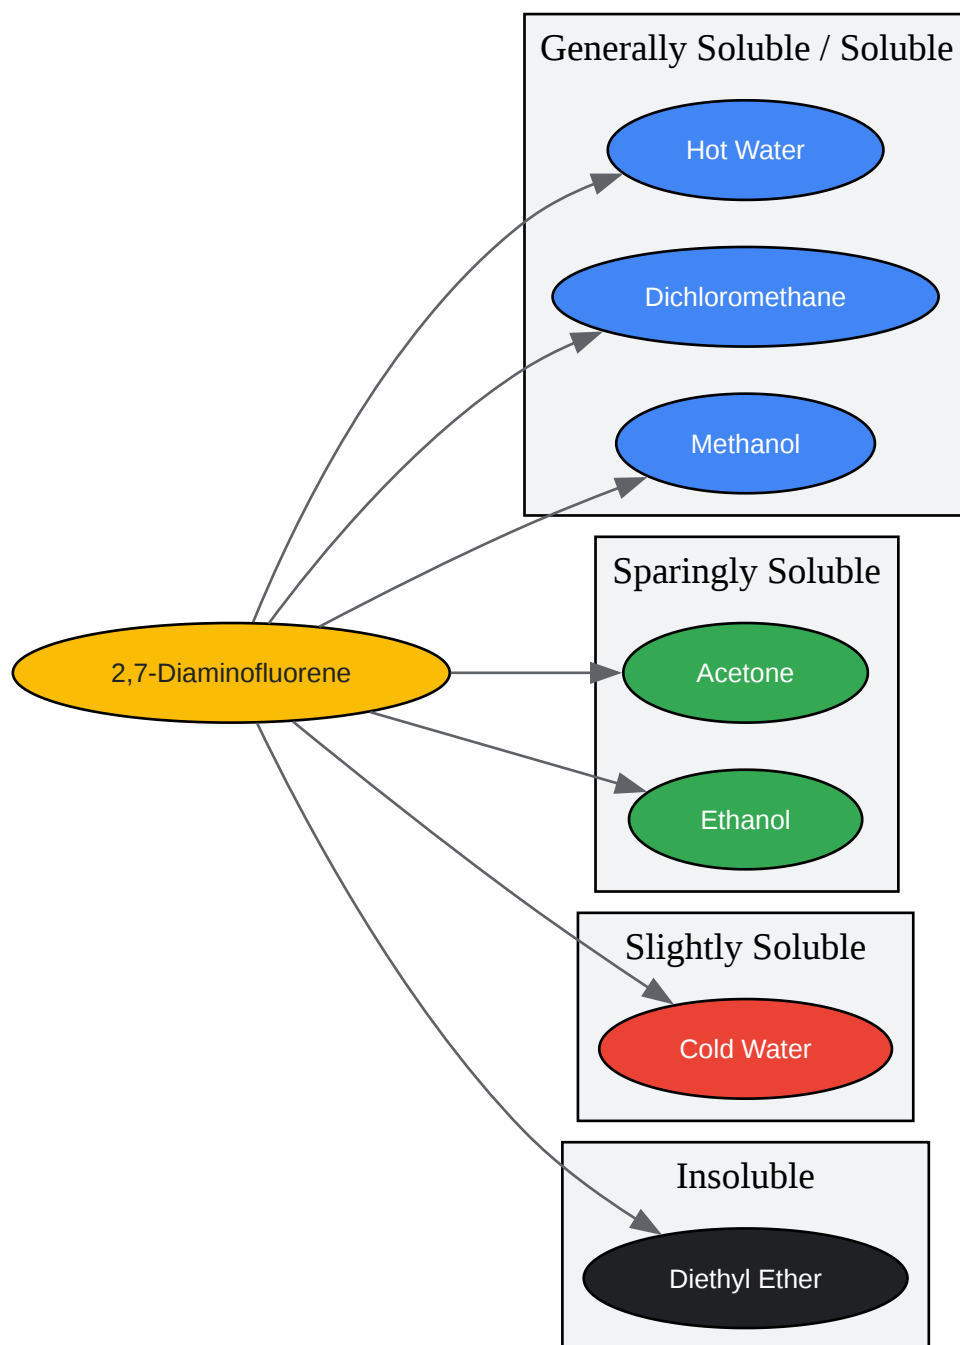 Generally Soluble / Soluble
Hot Water
Dichloromethane
Methanol
Sparingly Soluble
2,7-Diaminofluorene
Acetone
Ethanol
Slightly Soluble
Cold Water
Insoluble
Diethyl Ether